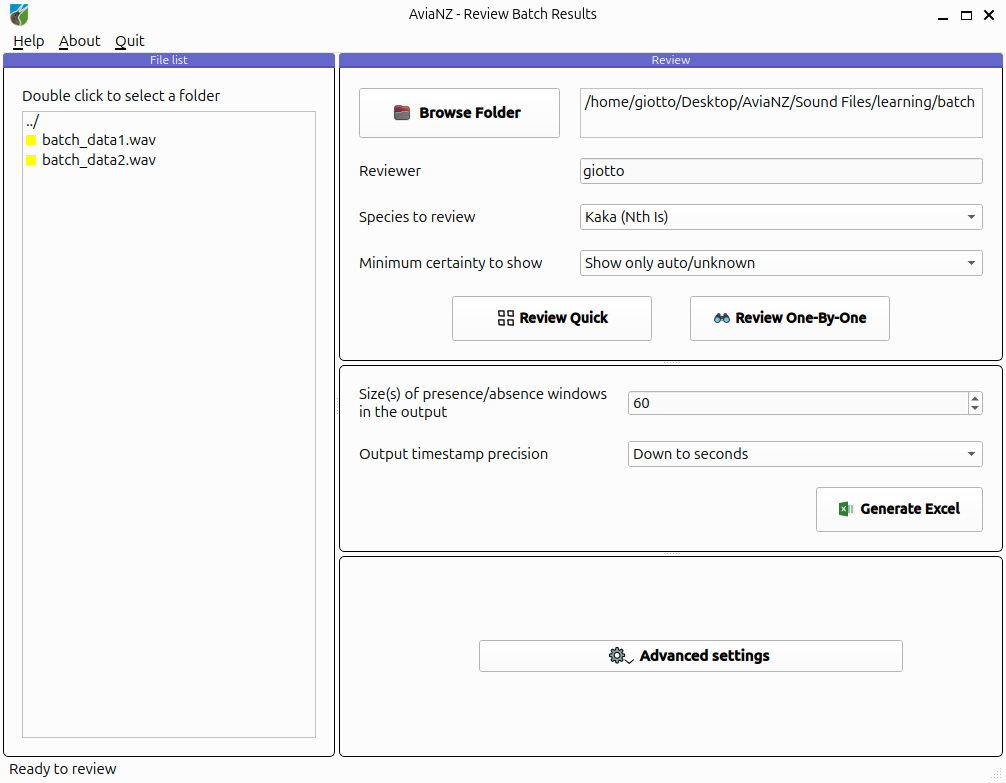 AviaNZ - Review Batch Results
Help About Quit
File list
Double click to select a folder
../
batch_data1.wav
batch_data2.wav
Review
Browse Folder
/home/giotto/Desktop/AviaNZ/Sound Files/learning/batch
Reviewer
giotto
Species to review
Kaka (Nth Is)
Minimum certainty to show
Show only auto/unknown
Review Quick
Review One-By-One
Size(s) of presence/absence windows
in the output
60
Output timestamp precision
Down to seconds
Generate Excel
Advanced settings
Ready to review